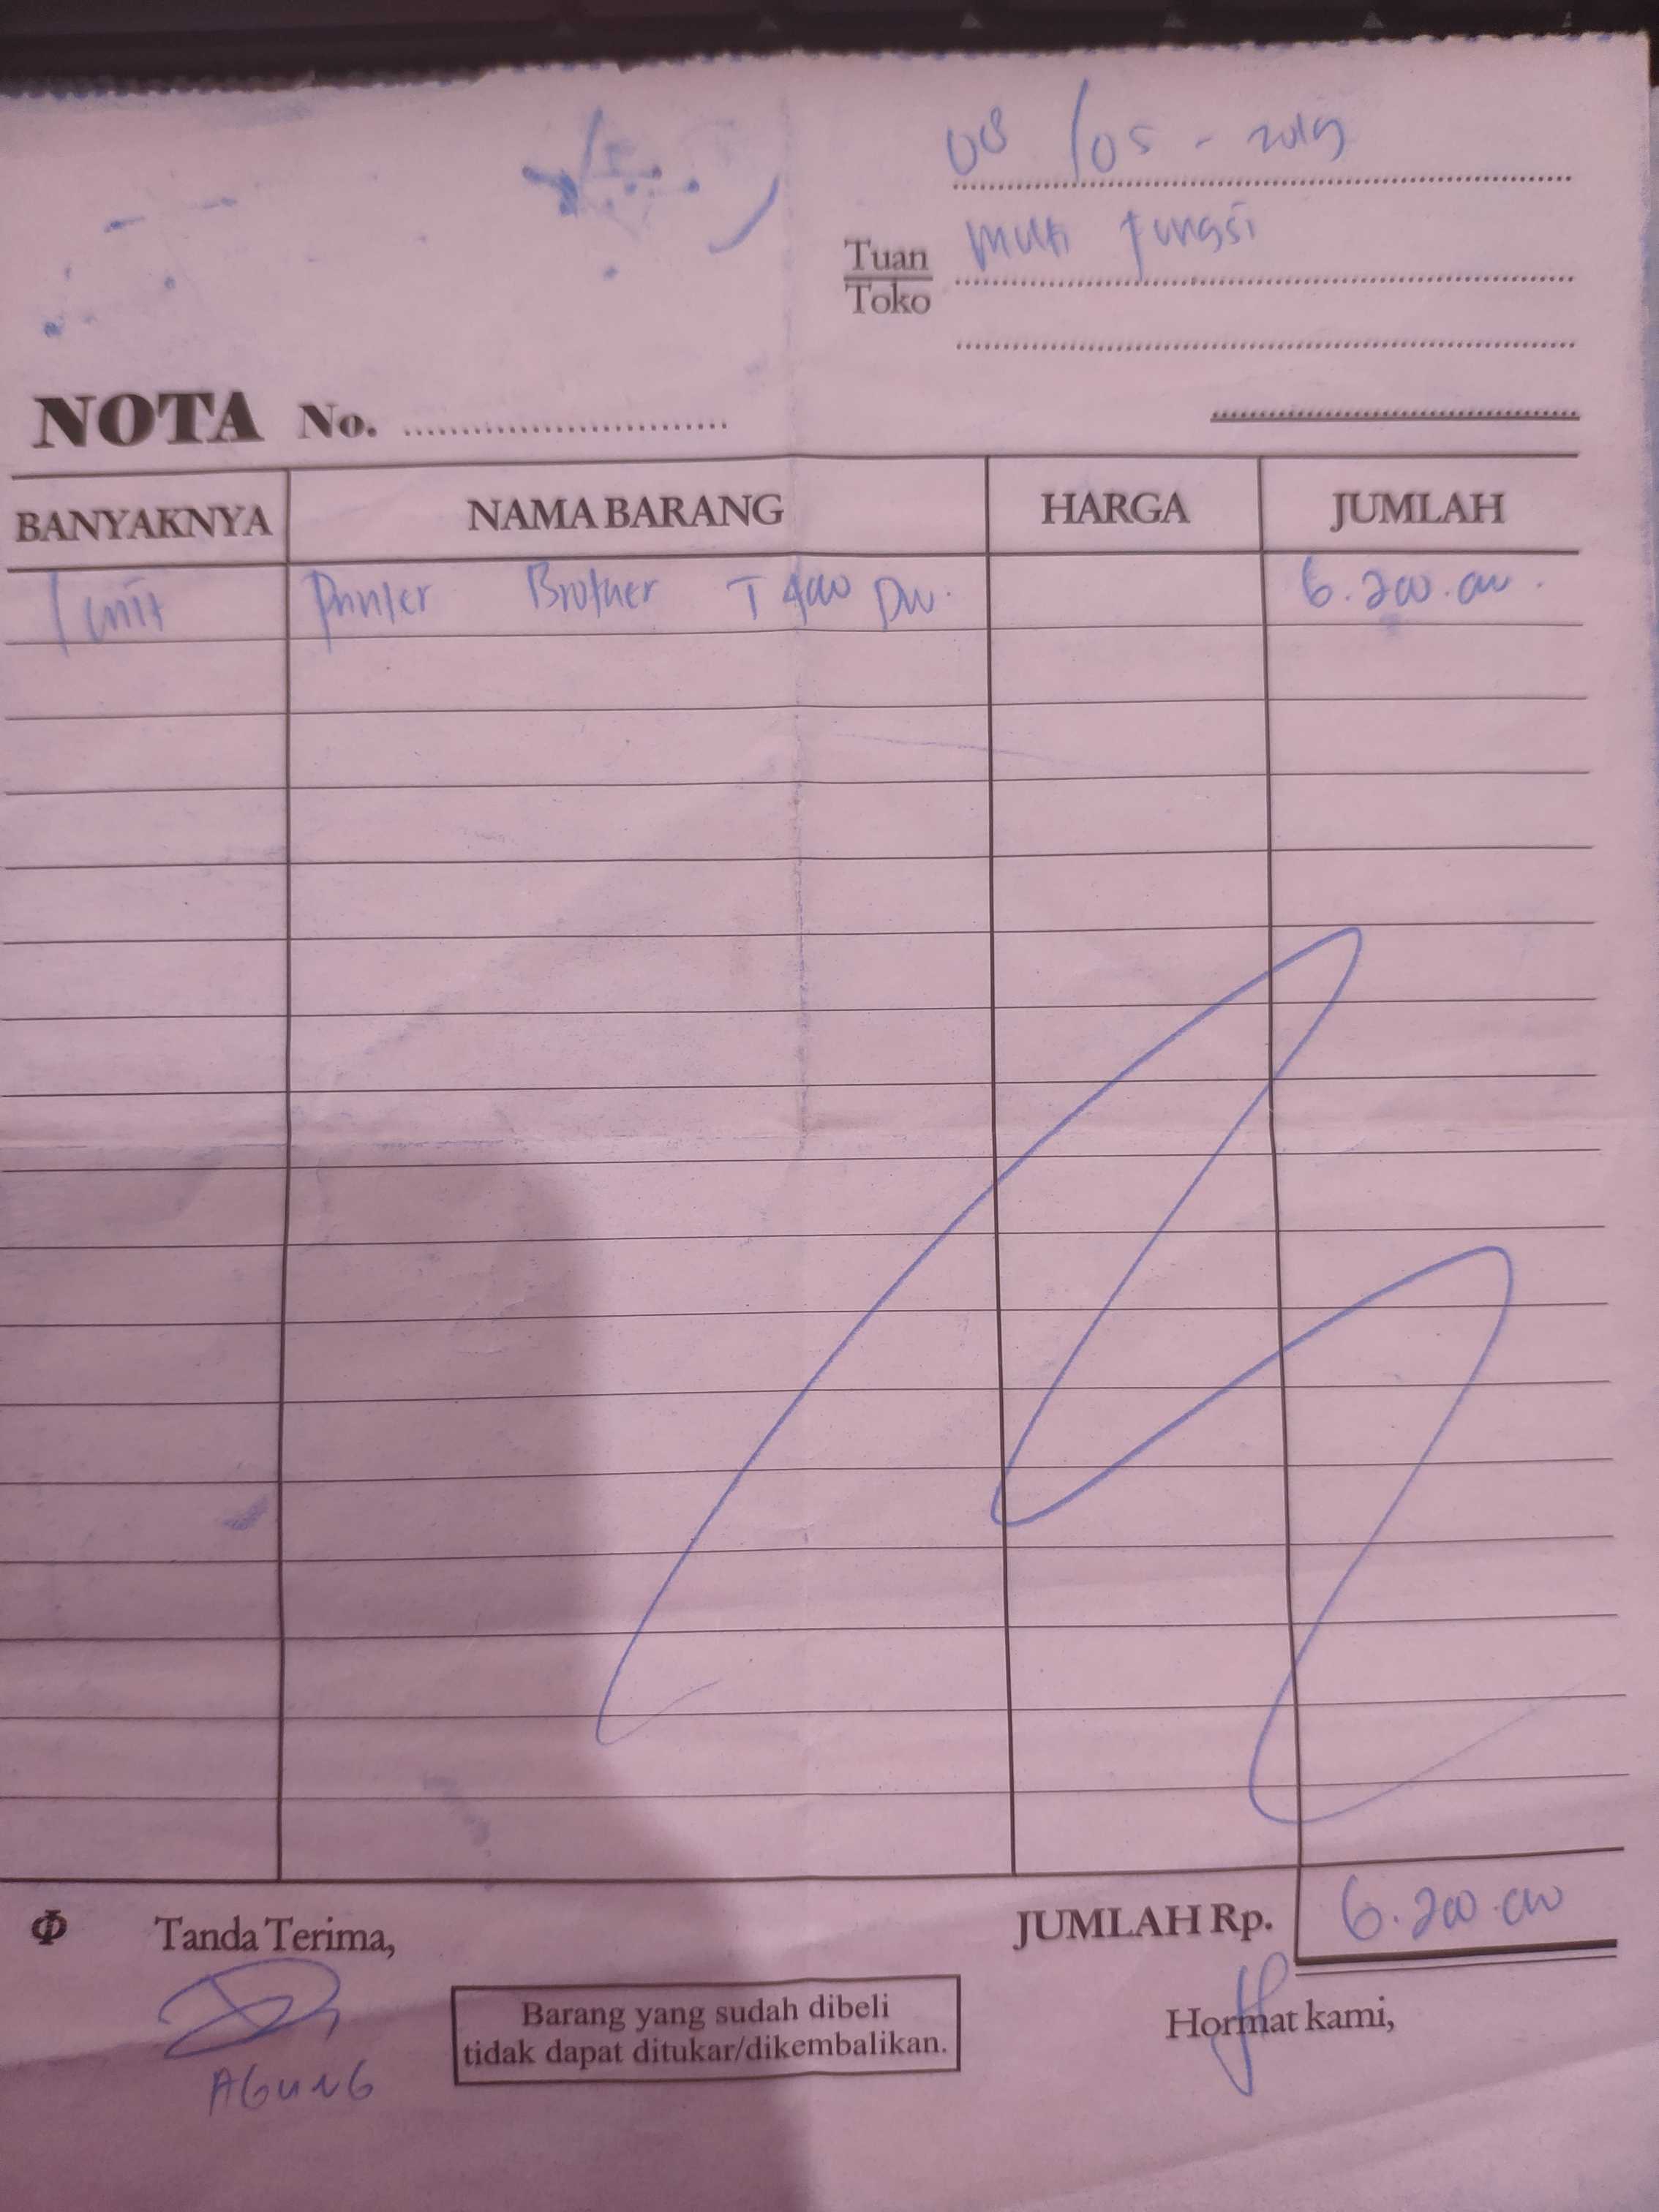 08/05-2019
Tuan Multi fungsi
Toko
NOTA No.
BANYAKNYA NAMA BARANG HARGA JUMLAH
1 unit Printer Brother T 4000 DW. 6.200.000.
JUMLAH Rp. 6.200.000
Φ Tanda Terima,
Hormat kami,
Barang yang sudah dibeli
tidak dapat ditukar/dikembalikan.
AGUNG